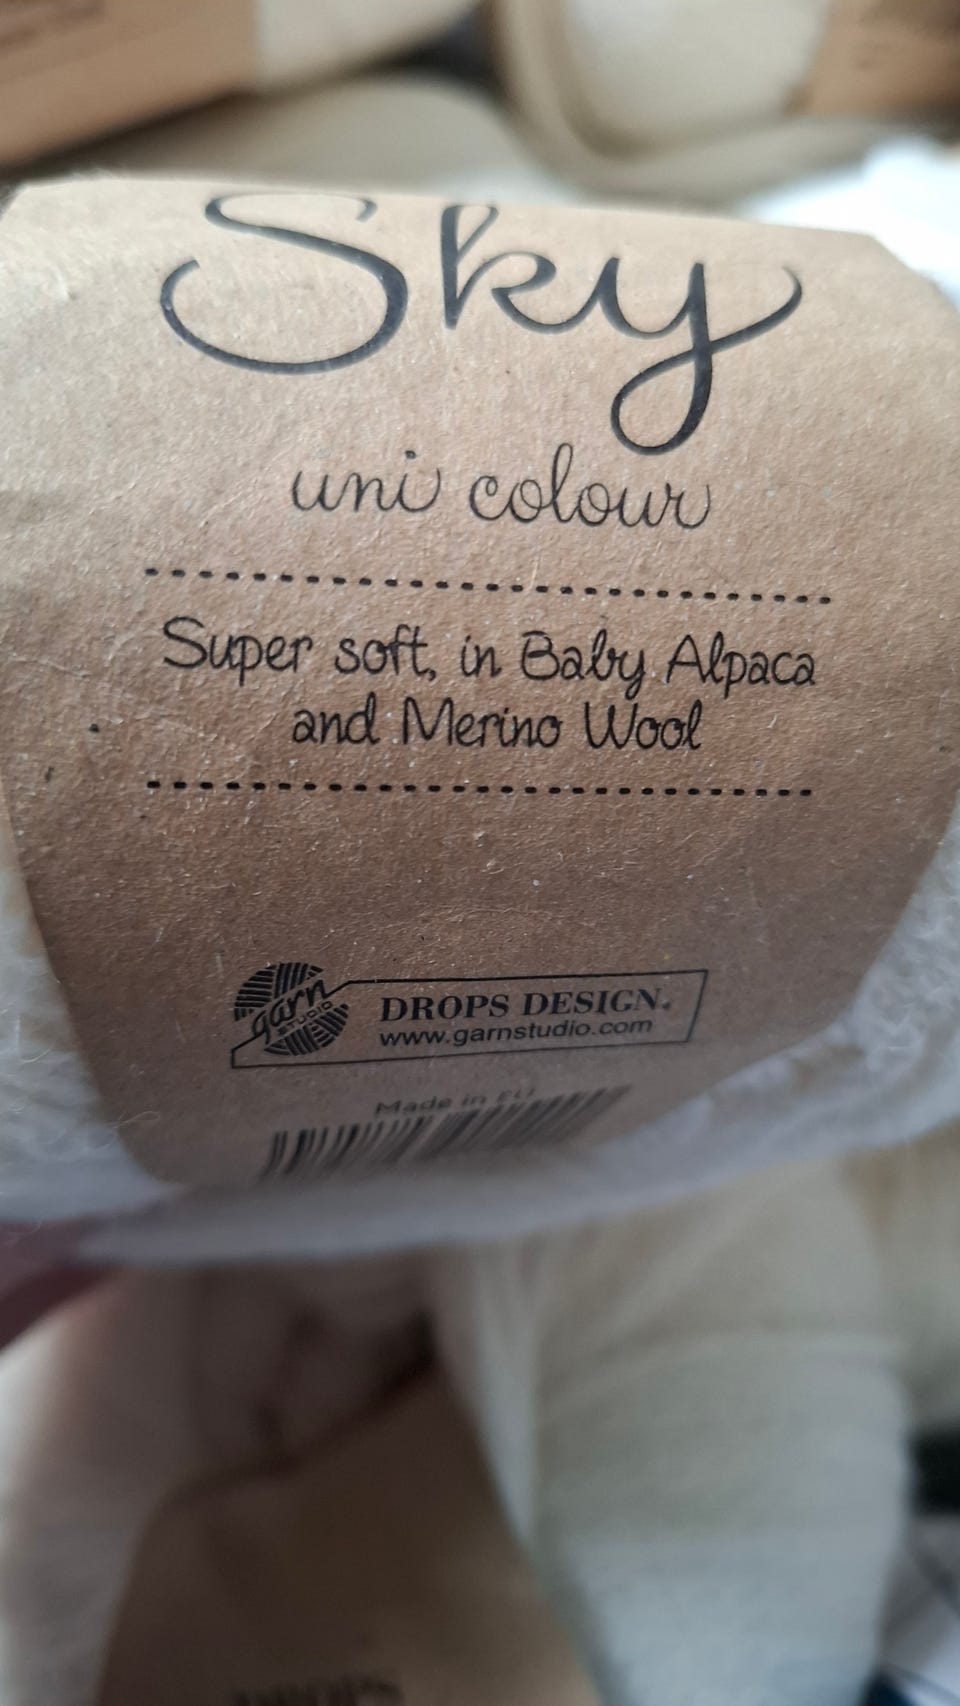 Sky
uni colour
Super soft, in Baby Alpaca
and Merino Wool
garn
STUDIO
DROPS DESIGN®
www.garnstudio.com
Made in EU
DROPS